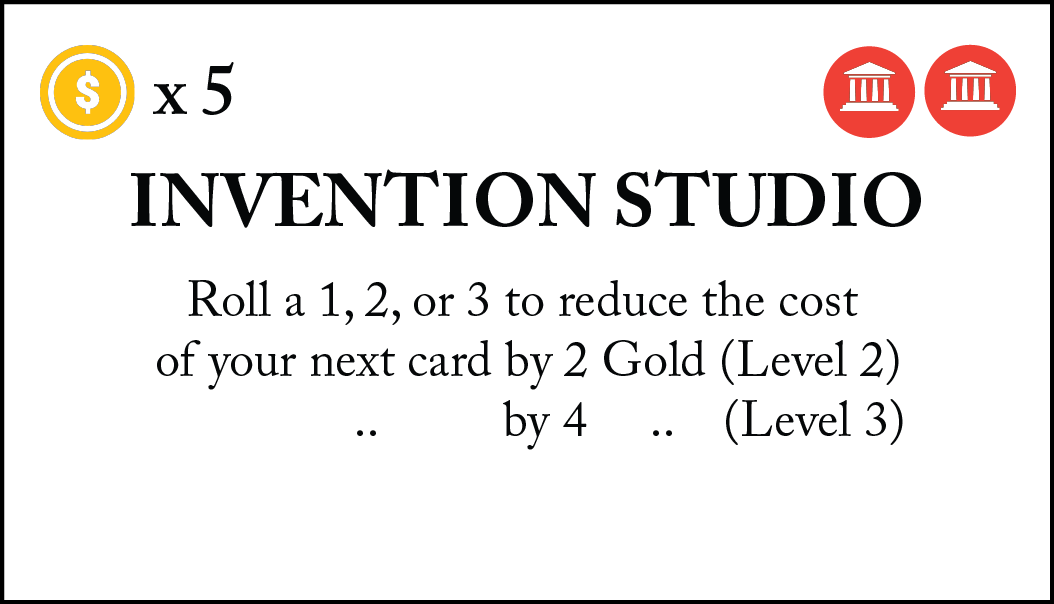 $ x 5
INVENTION STUDIO
Roll a 1, 2, or 3 to reduce the cost
of your next card by 2 Gold (Level 2)
.. by 4 .. (Level 3)